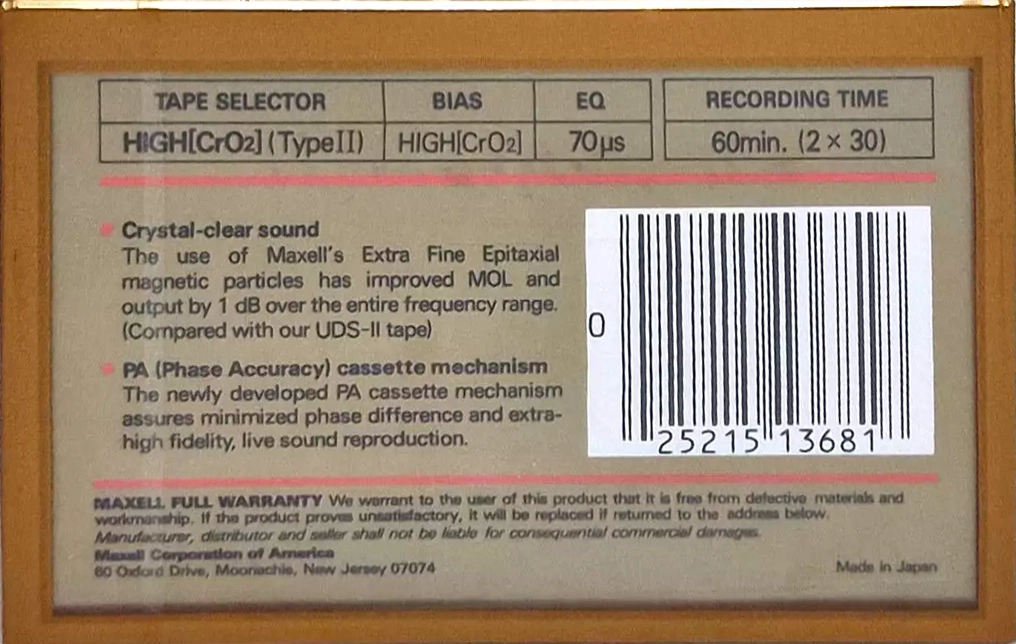 TAPE SELECTOR BIAS EQ RECORDING TIME
HIGH[CrO2] (TypeII) HIGH[CrO2] 70μs 60min. (2 × 30)
Crystal-clear sound
The use of Maxell's Extra Fine Epitaxial
magnetic particles has improved MOL and
output by 1 dB over the entire frequency range.
(Compared with our UDS-II tape)
PA (Phase Accuracy) cassette mechanism
The newly developed PA cassette mechanism
assures minimized phase difference and extra-
high fidelity, live sound reproduction.
0 25215 13681
MAXELL FULL WARRANTY We warrant to the user of this product that it is free from defective materials and
workmanship. If the product proves unsatisfactory, it will be replaced if returned to the address below.
Manufacturer, distributor and seller shall not be liable for consequential commercial damages.
Maxell Corporation of America
60 Oxford Drive, Moonachie, New Jersey 07074
Made in Japan